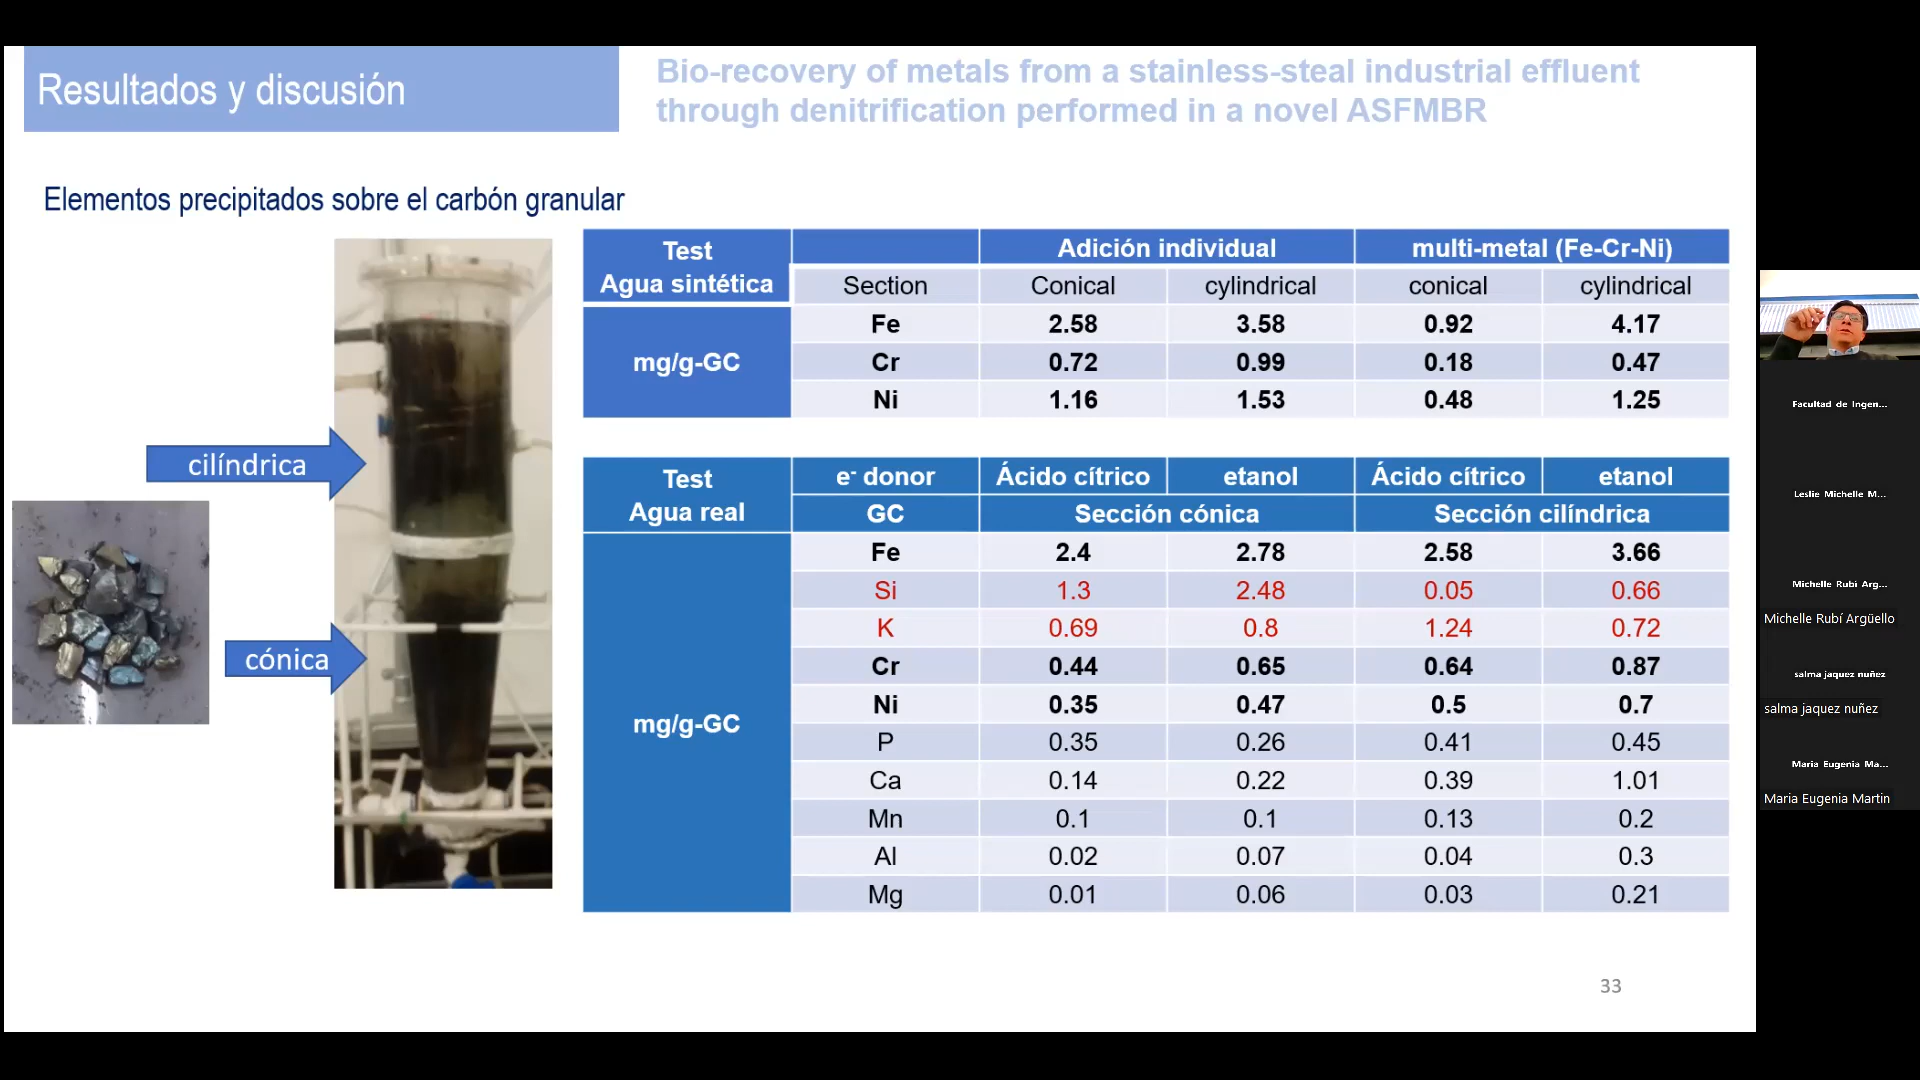 Resultados y discusión
Bio-recovery of metals from a stainless-steal industrial effluent
through denitrification performed in a novel ASFMBR
Elementos precipitados sobre el carbón granular
cilíndrica
cónica
Test Agua sintética Adición individual multi-metal (Fe-Cr-Ni)
Section Conical cylindrical conical cylindrical
mg/g-GC
Fe 2.58 3.58 0.92 4.17
Cr 0.72 0.99 0.18 0.47
Ni 1.16 1.53 0.48 1.25
Test Agua real e- donor Ácido cítrico etanol Ácido cítrico etanol
GC Sección cónica Sección cilíndrica
mg/g-GC
Fe 2.4 2.78 2.58 3.66
Si 1.3 2.48 0.05 0.66
K 0.69 0.8 1.24 0.72
Cr 0.44 0.65 0.64 0.87
Ni 0.35 0.47 0.5 0.7
P 0.35 0.26 0.41 0.45
Ca 0.14 0.22 0.39 1.01
Mn 0.1 0.1 0.13 0.2
Al 0.02 0.07 0.04 0.3
Mg 0.01 0.06 0.03 0.21
33
Facultad de Ingen...
Leslie Michelle M...
Michelle Rubi Arg...
Michelle Rubí Argüello
salma jaquez nuñez
salma jaquez nuñez
Maria Eugenia Ma...
Maria Eugenia Martin